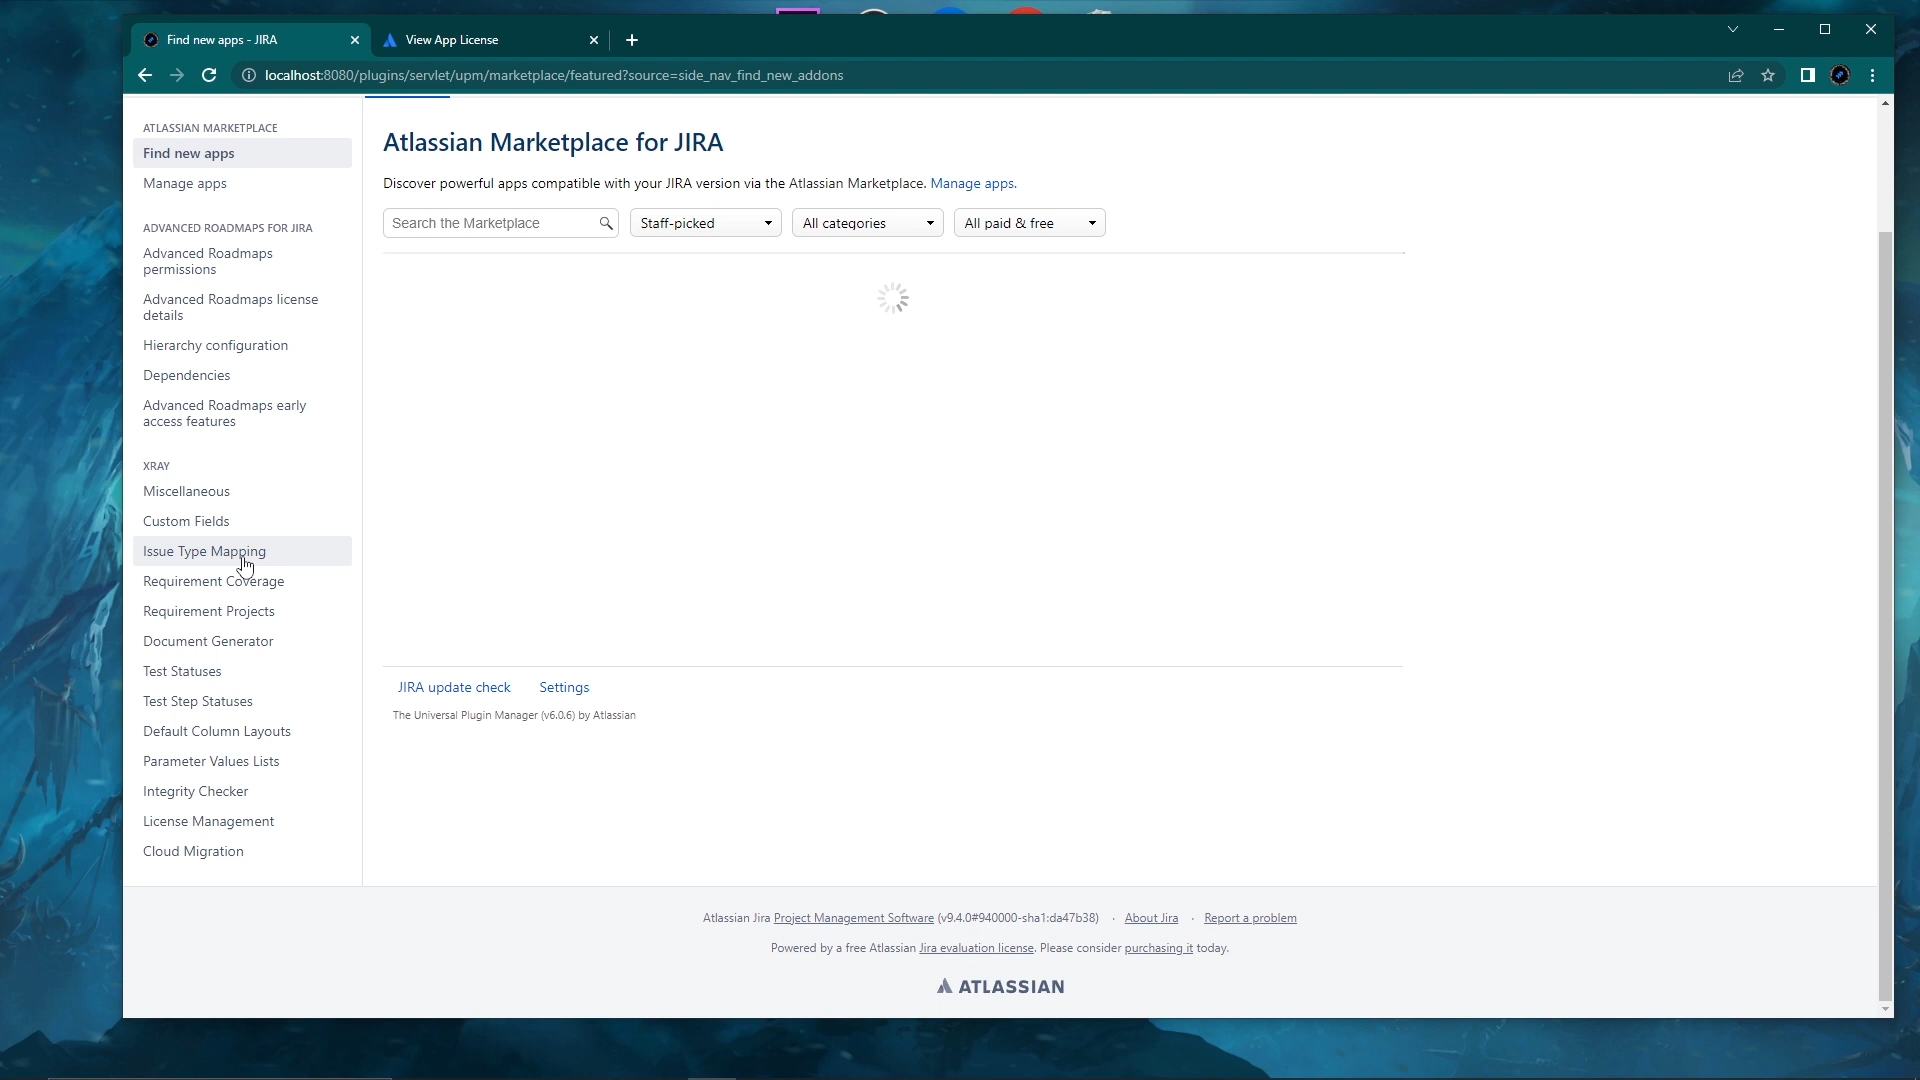 Find new apps - JIRA
View App License
localhost:8080/plugins/servlet/upm/marketplace/featured?source=side_nav_find_new_addons
ATLASSIAN MARKETPLACE
Find new apps
Manage apps
ADVANCED ROADMAPS FOR JIRA
Advanced Roadmaps
permissions
Advanced Roadmaps license
details
Hierarchy configuration
Dependencies
Advanced Roadmaps early
access features
XRAY
Miscellaneous
Custom Fields
Issue Type Mapping
Requirement Coverage
Requirement Projects
Document Generator
Test Statuses
Test Step Statuses
Default Column Layouts
Parameter Values Lists
Integrity Checker
License Management
Cloud Migration
Atlassian Marketplace for JIRA
Discover powerful apps compatible with your JIRA version via the Atlassian Marketplace. Manage apps.
Search the Marketplace
Staff-picked
All categories
All paid & free
JIRA update check
Settings
The Universal Plugin Manager (v6.0.6) by Atlassian
Atlassian Jira Project Management Software (v9.4.0#940000-sha1:da47b38) · About Jira · Report a problem
Powered by a free Atlassian Jira evaluation license. Please consider purchasing it today.
ATLASSIAN